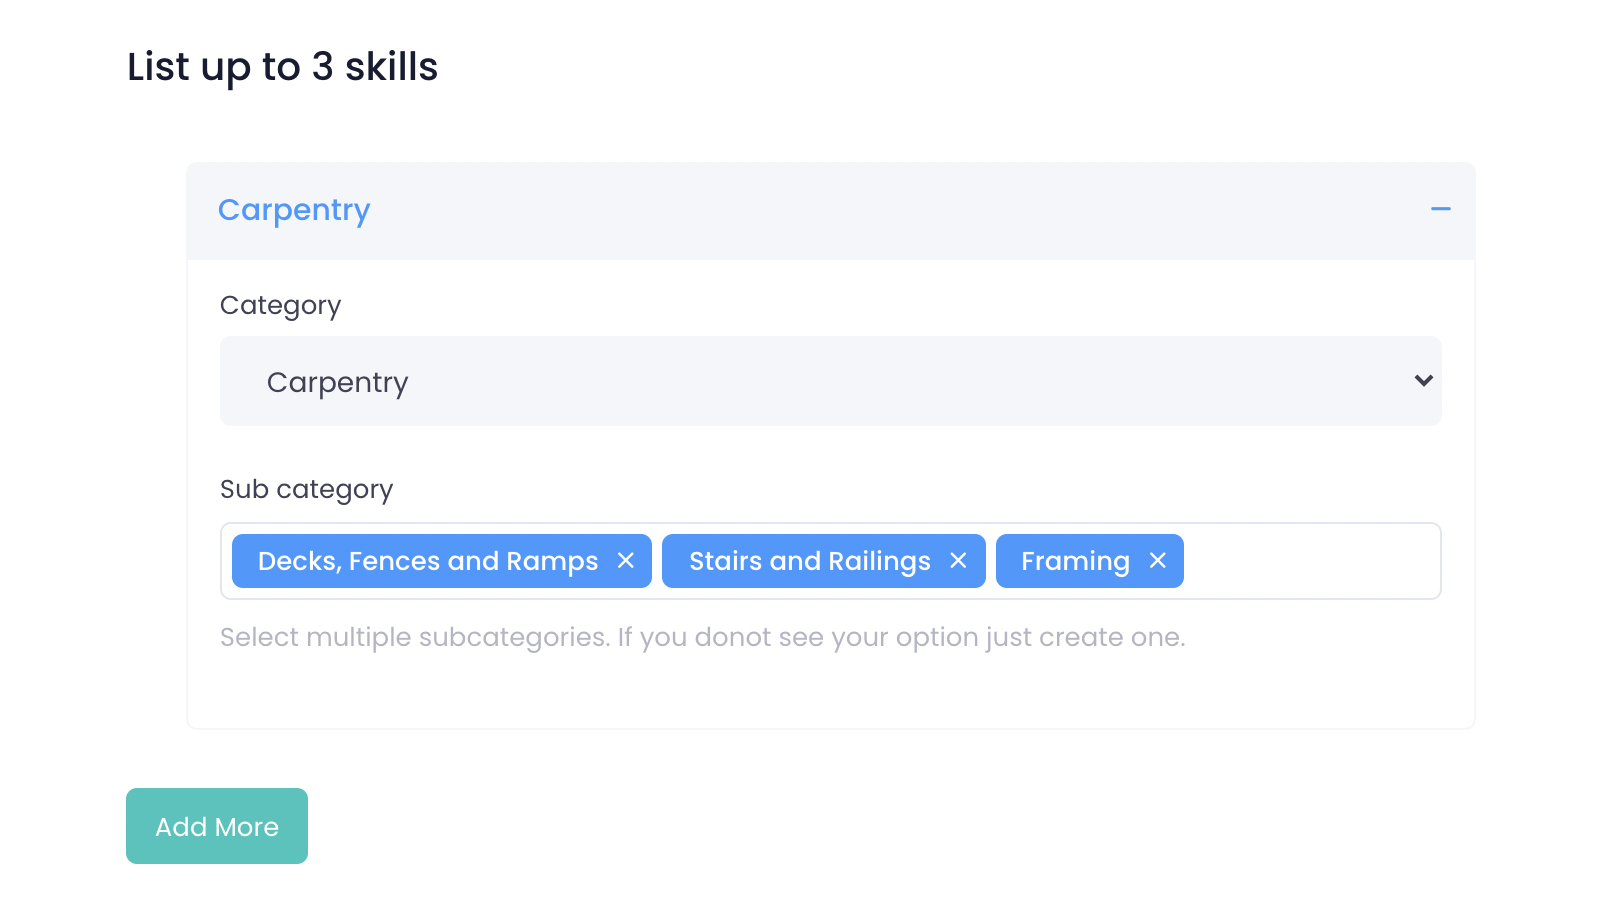 List up to 3 skills
Carpentry
Category
Carpentry
Sub category
Decks, Fences and Ramps Stairs and Railings Framing
Select multiple subcategories. If you donot see your option just create one.
Add More